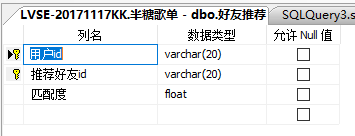 LVSE-20171117KK.半糖歌单 - dbo.好友推荐
SQLQuery3.s
列名 数据类型 允许 Null 值
用户id varchar(20)
推荐好友id varchar(20)
匹配度 float